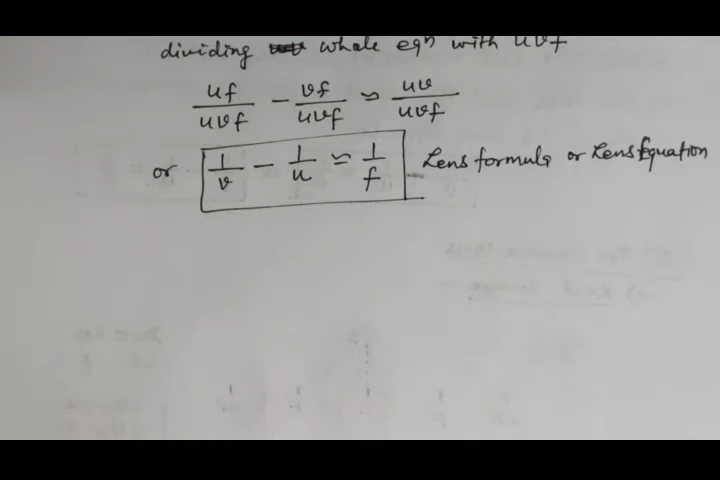 dividing whole eqn with uvf
uf/uvf - vf/uvf ≃ uv/uvf
or 1/v - 1/u ≃ 1/f Lens formula or Lens Equation